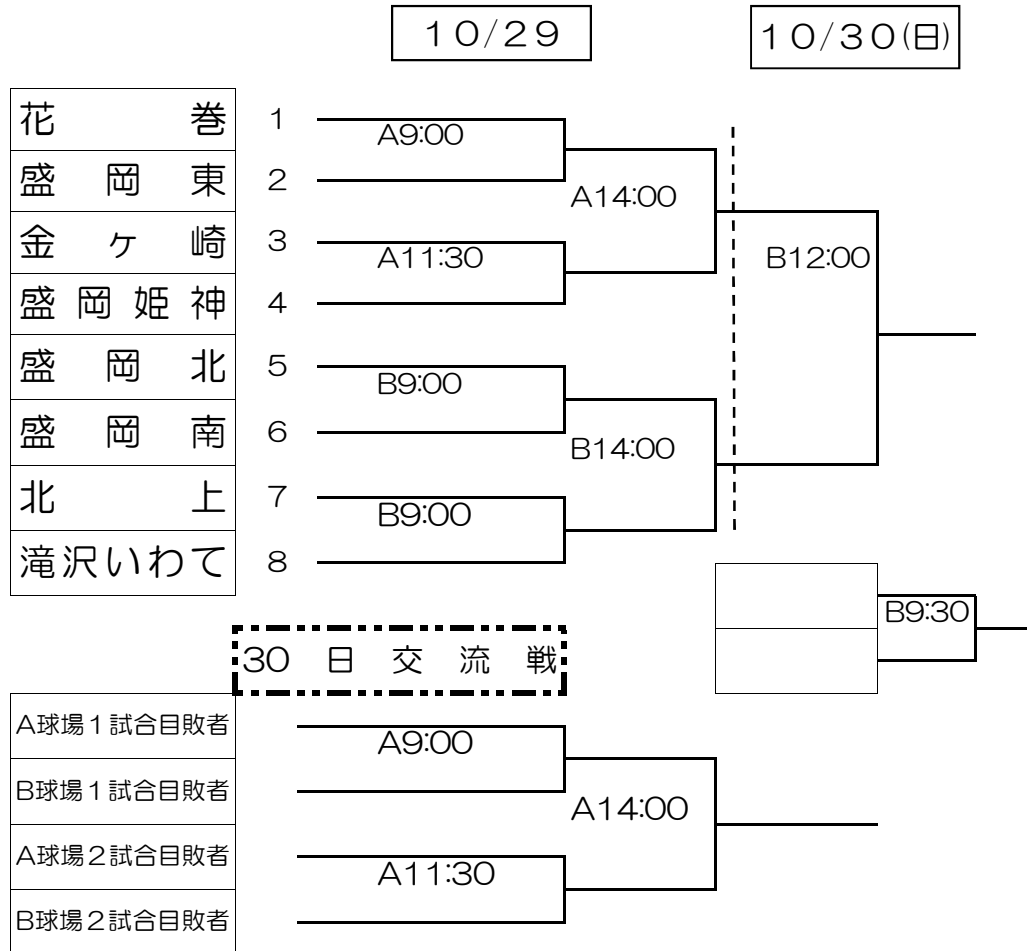 10/29
10/30(日)
花巻 1
A9:00
盛岡東 2
A14:00
金ヶ崎 3
A11:30
B12:00
盛岡姫神 4
盛岡北 5
B9:00
盛岡南 6
B14:00
北上 7
B9:00
滝沢いわて 8
B9:30
30日交流戦
A球場1試合目敗者
A9:00
B球場1試合目敗者
A14:00
A球場2試合目敗者
A11:30
B球場2試合目敗者